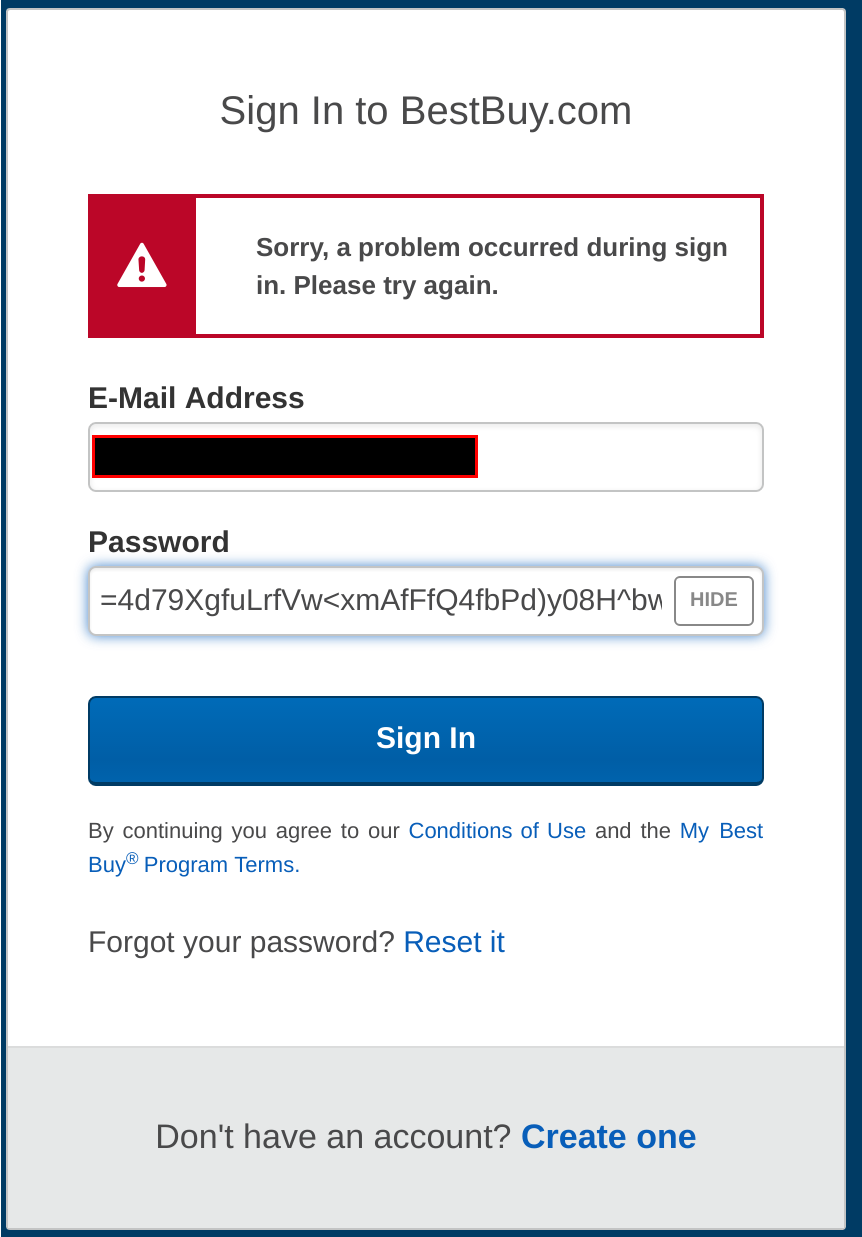 Sign In to BestBuy.com
Sorry, a problem occurred during sign
in. Please try again.
E-Mail Address
Password
=4d79XgfuLrfVw<xmAfFfQ4fbPd)y08H^bw
HIDE
Sign In
By continuing you agree to our Conditions of Use and the My Best
Buy® Program Terms.
Forgot your password? Reset it
Don't have an account? Create one